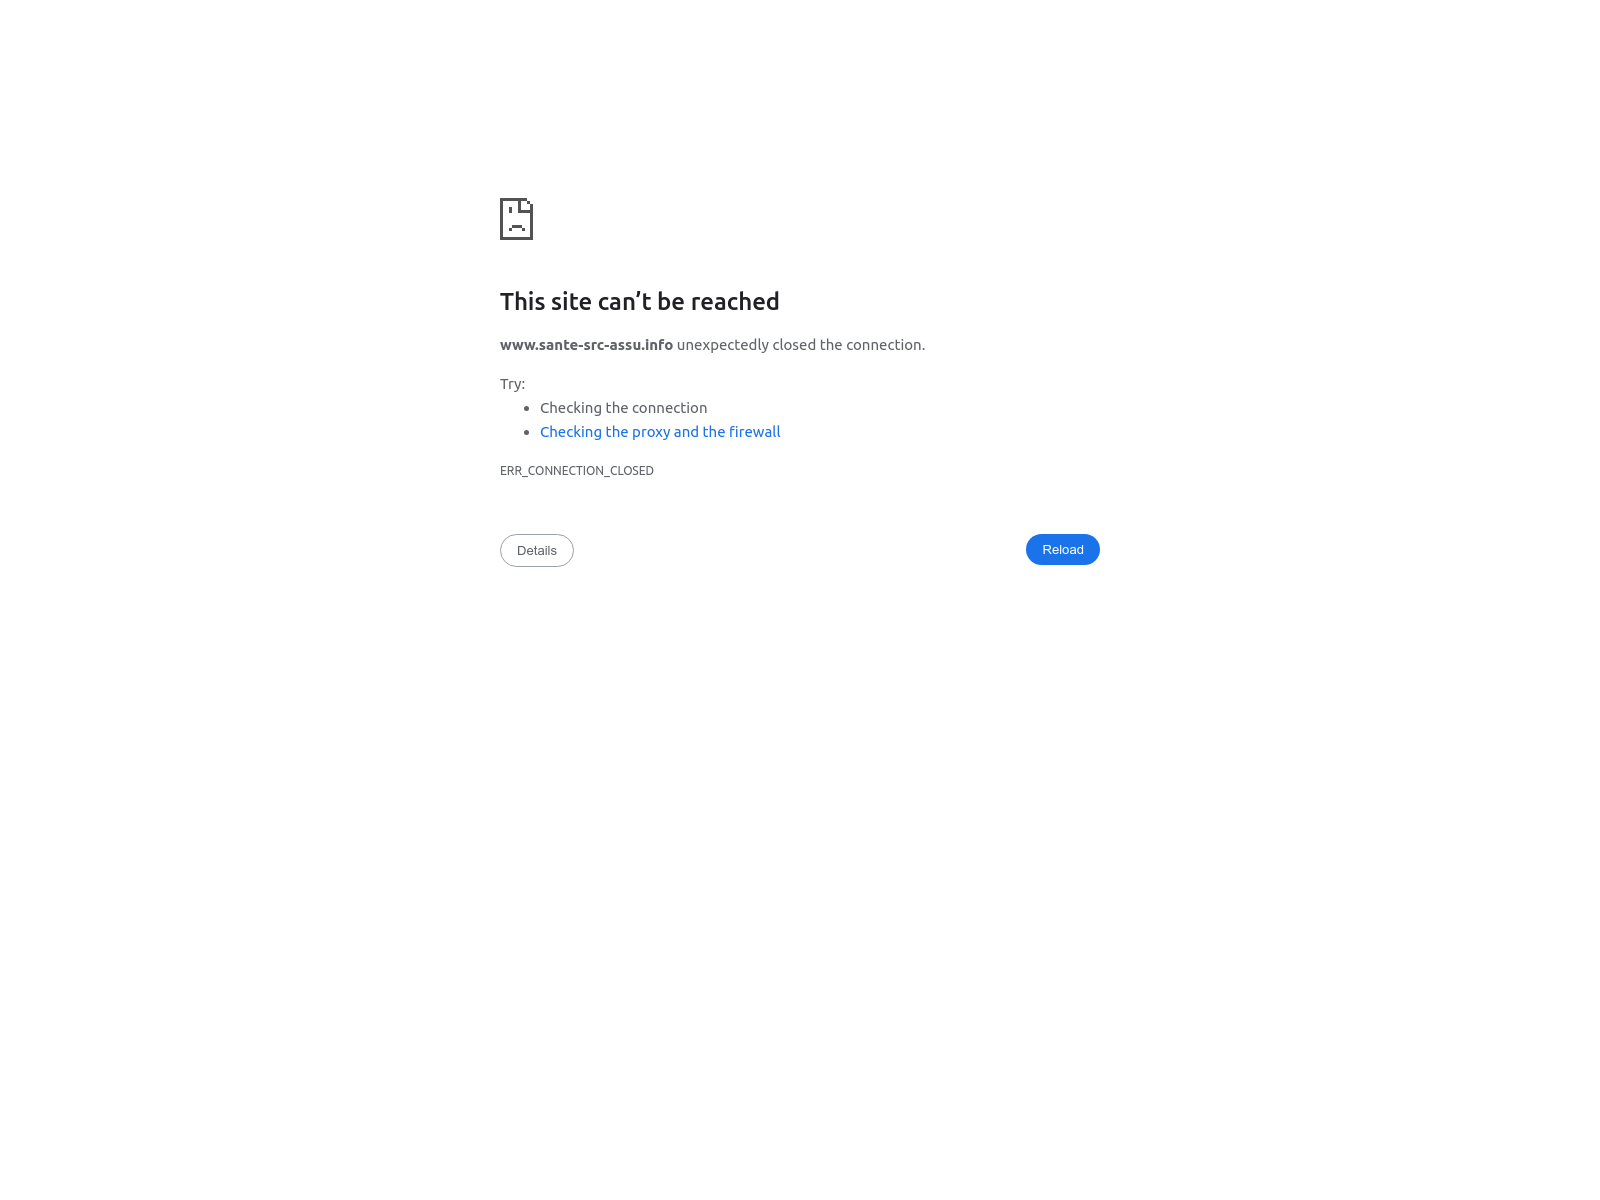 This site can’t be reached
www.sante-src-assu.info unexpectedly closed the connection.
Try:
Checking the connection
Checking the proxy and the firewall
ERR_CONNECTION_CLOSED
Details
Reload